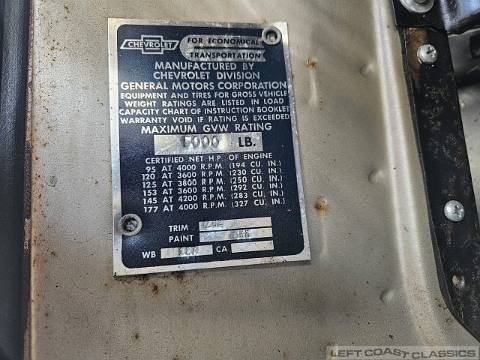 CHEVROLET
FOR ECONOMICAL
TRANSPORTATION
MANUFACTURED BY
CHEVROLET DIVISION
GENERAL MOTORS CORPORATION
EQUIPMENT AND TIRES FOR GROSS VEHICLE
WEIGHT RATINGS ARE LISTED IN LOAD
CAPACITY CHART OF INSTRUCTION BOOKLET
WARRANTY VOID IF RATING IS EXCEEDED
MAXIMUM GVW RATING
5000 LB.
CERTIFIED NET H.P. OF ENGINE
95 AT 4000 R.P.M. (194 CU. IN.)
120 AT 3600 R.P.M. (230 CU. IN.)
125 AT 3800 R.P.M. (250 CU. IN.)
153 AT 3600 R.P.M. (292 CU. IN.)
145 AT 4200 R.P.M. (283 CU. IN.)
177 AT 4000 R.P.M. (327 CU. IN.)
TRIM
PAINT
WB CA
LEFT COAST CLASSICS